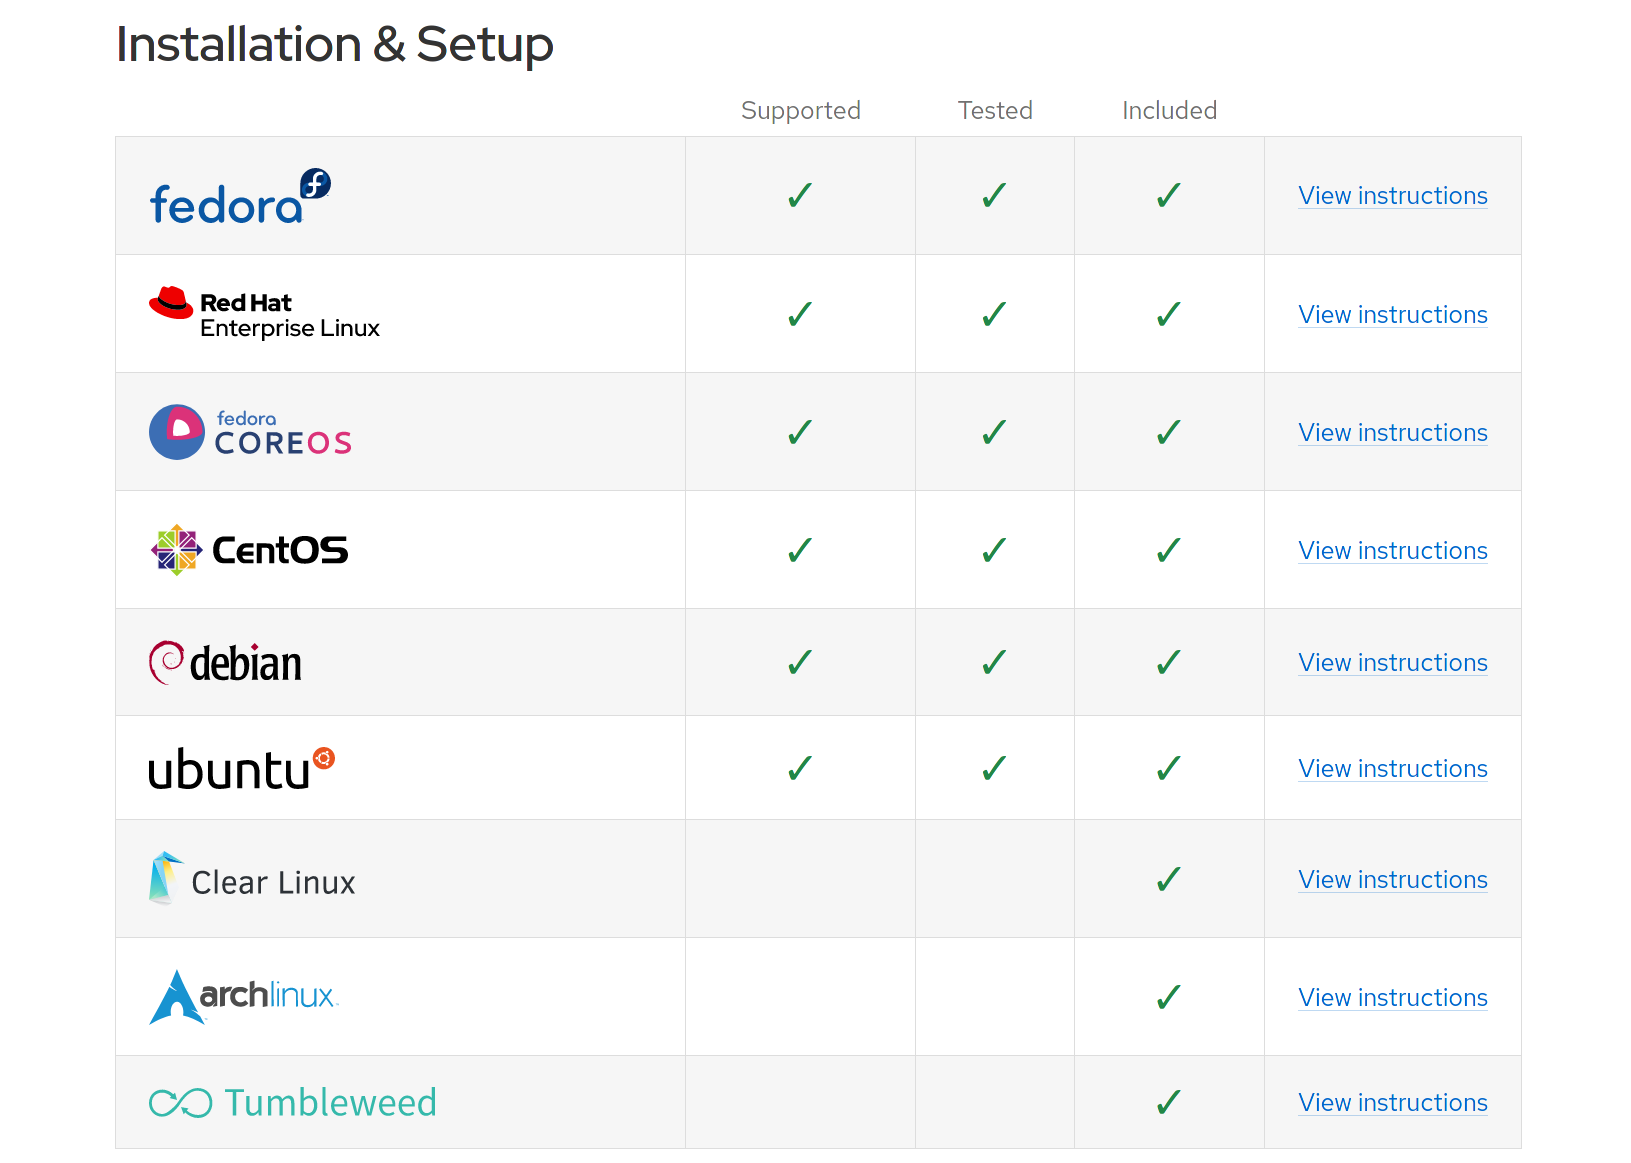 Installation & Setup
Supported Tested Included
fedora
✓ ✓ ✓ View instructions
Red Hat
Enterprise Linux
✓ ✓ ✓ View instructions
fedora
COREOS
✓ ✓ ✓ View instructions
CentOS ✓ ✓ ✓ View instructions
debian ✓ ✓ ✓ View instructions
ubuntu ✓ ✓ ✓ View instructions
Clear Linux ✓ View instructions
archlinux ✓ View instructions
Tumbleweed ✓ View instructions